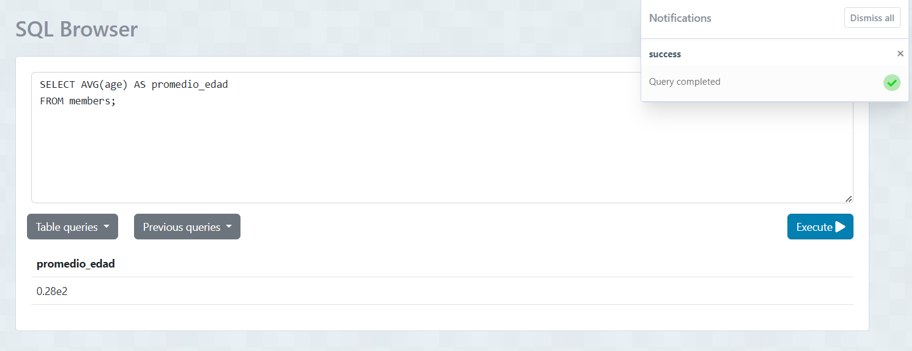 SQL Browser
Notifications
Dismiss all
success
×
Query completed
SELECT AVG(age) AS promedio_edad
FROM members;
Table queries
Previous queries
Execute
promedio_edad
0.28e2